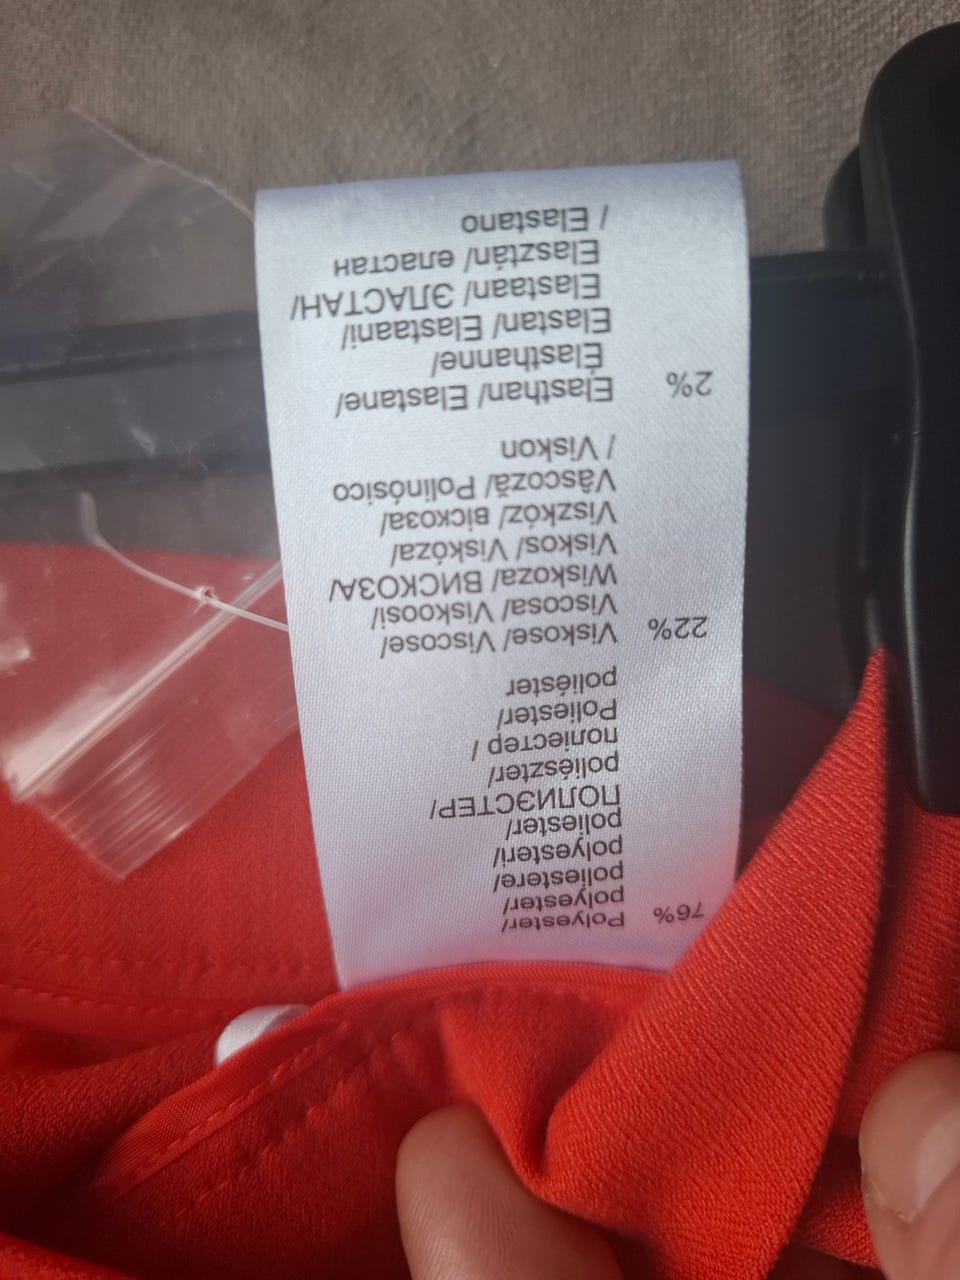 76% Polyester/
polyester/
poliestere/
polyesteri/
poliester/
ПОЛИЭСТЕР/
poliészter/
поліестер /
Poliester/
poliéster
22% Viskose/ Viscose/
Viscosa/ Viskoosi/
Wiskoza/ ВИСКОЗА/
Viskos/ Viskóza/
Viszkóz/ віскоза/
Vâscoză/ Polinósico
/ Viskon
2% Elasthan/ Elastane/
Élasthanne/
Elastan/ Elastaani/
Elastaan/ ЭЛАСТАН/
Elasztán/ еластан
/ Elastano